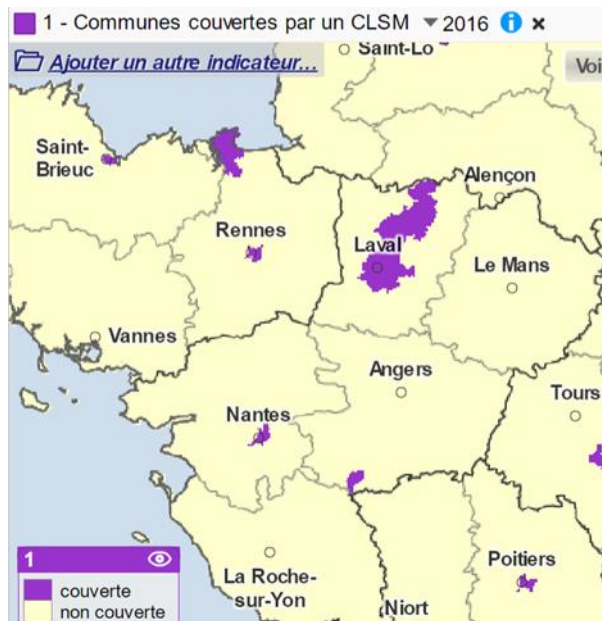 1 - Communes couvertes par un CLSM ▼ 2016 i ×
Ajouter un autre indicateur...
Saint-Lo
Voi
Saint-
Brieuc
Alençon
Rennes
Laval
Le Mans
Vannes
Angers
Tours
Nantes
1
couverte
non couverte
La Roche-
sur-Yon
Poitiers
Niort